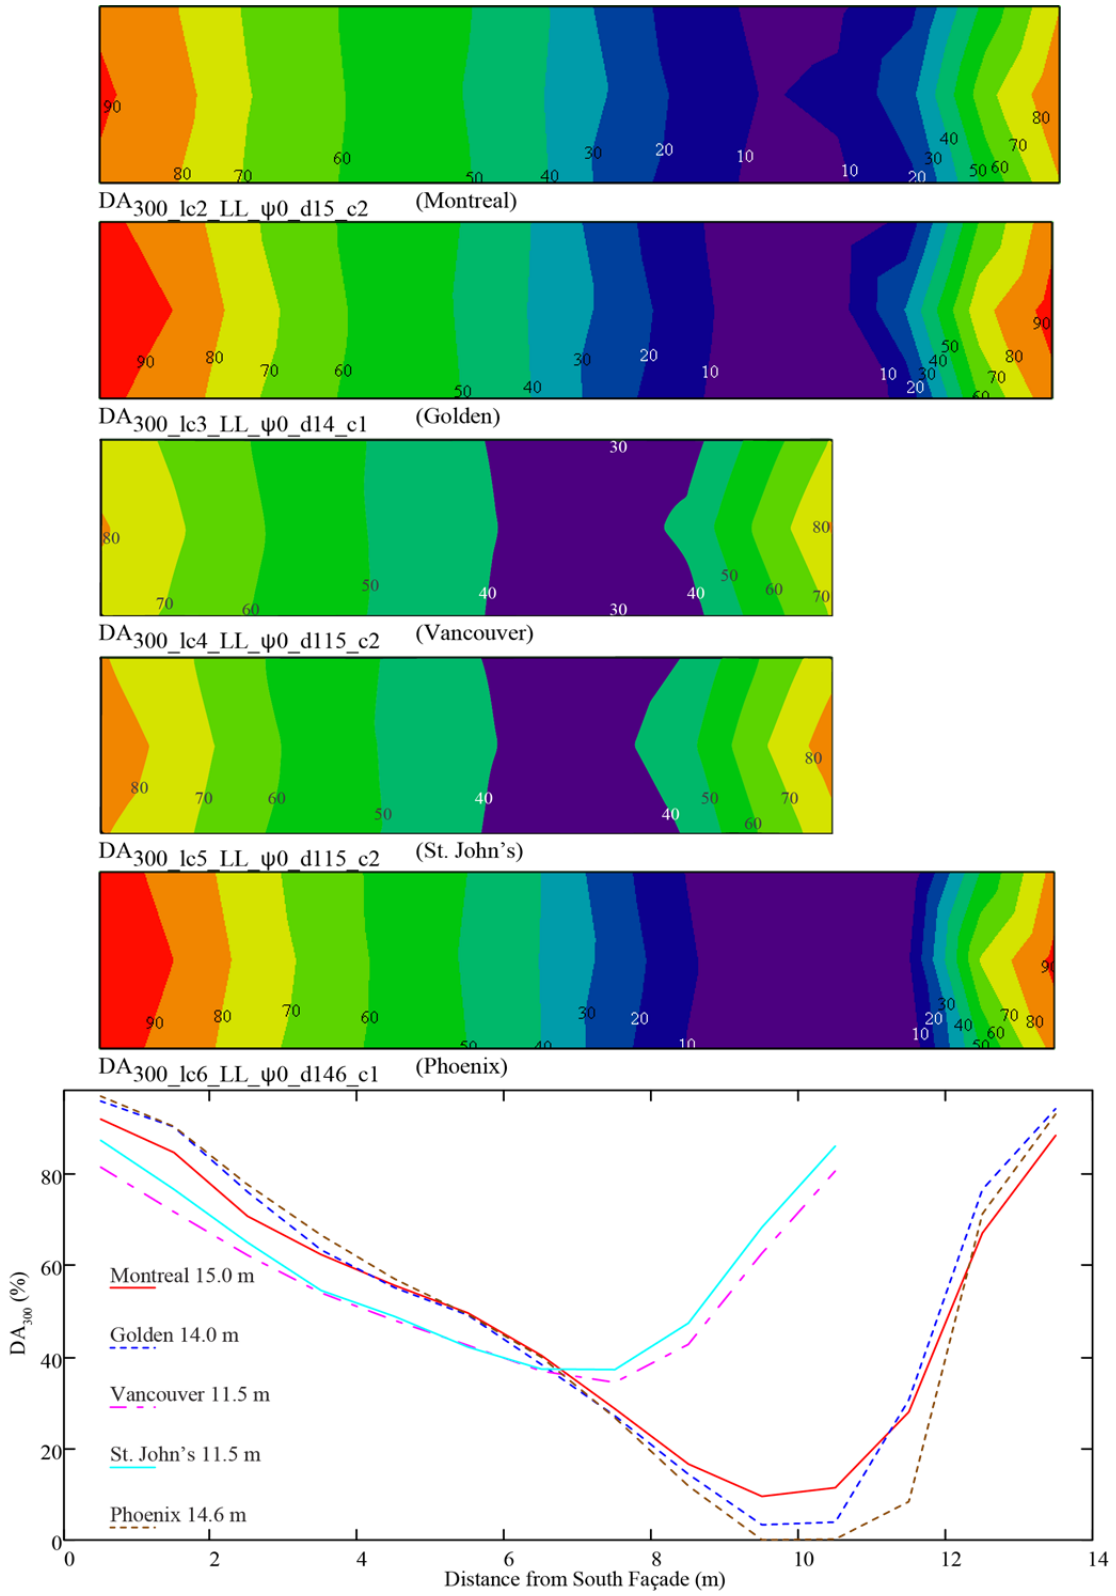 90 80 70 60 50 40 30 20 10 10 20 30 40 50 60 70 80
DA300_lc2_LL_ψ0_d15_c2 (Montreal)
90 80 70 60 50 40 30 20 10 10 20 30 40 50 60 70 80 90
DA300_lc3_LL_ψ0_d14_c1 (Golden)
30
80 70 60 50 40 30 40 50 60 70 80
DA300_lc4_LL_ψ0_d115_c2 (Vancouver)
80 70 60 50 40 40 50 60 70 80
DA300_lc5_LL_ψ0_d115_c2 (St. John’s)
90 80 70 60 50 40 30 20 10 10 20 30 40 50 60 70 80 90
DA300_lc6_LL_ψ0_d146_c1 (Phoenix)
80
60
40
20
0
DA300 (%)
Montreal 15.0 m
Golden 14.0 m
Vancouver 11.5 m
St. John’s 11.5 m
Phoenix 14.6 m
0 2 4 6 8 10 12 14
Distance from South Façade (m)